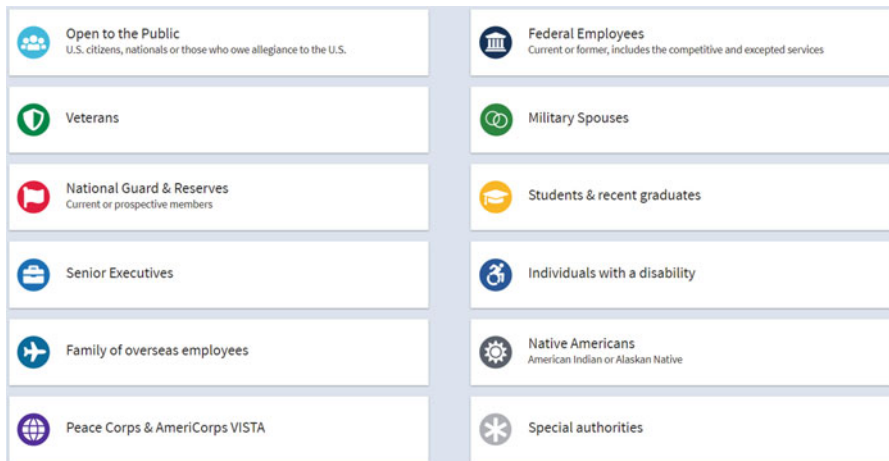 Open to the Public
U.S. citizens, nationals or those who owe allegiance to the U.S.
Federal Employees
Current or former, includes the competitive and excepted services
Veterans
Military Spouses
National Guard & Reserves
Current or prospective members
Students & recent graduates
Senior Executives
Individuals with a disability
Family of overseas employees
Native Americans
American Indian or Alaskan Native
Peace Corps & AmeriCorps VISTA
Special authorities